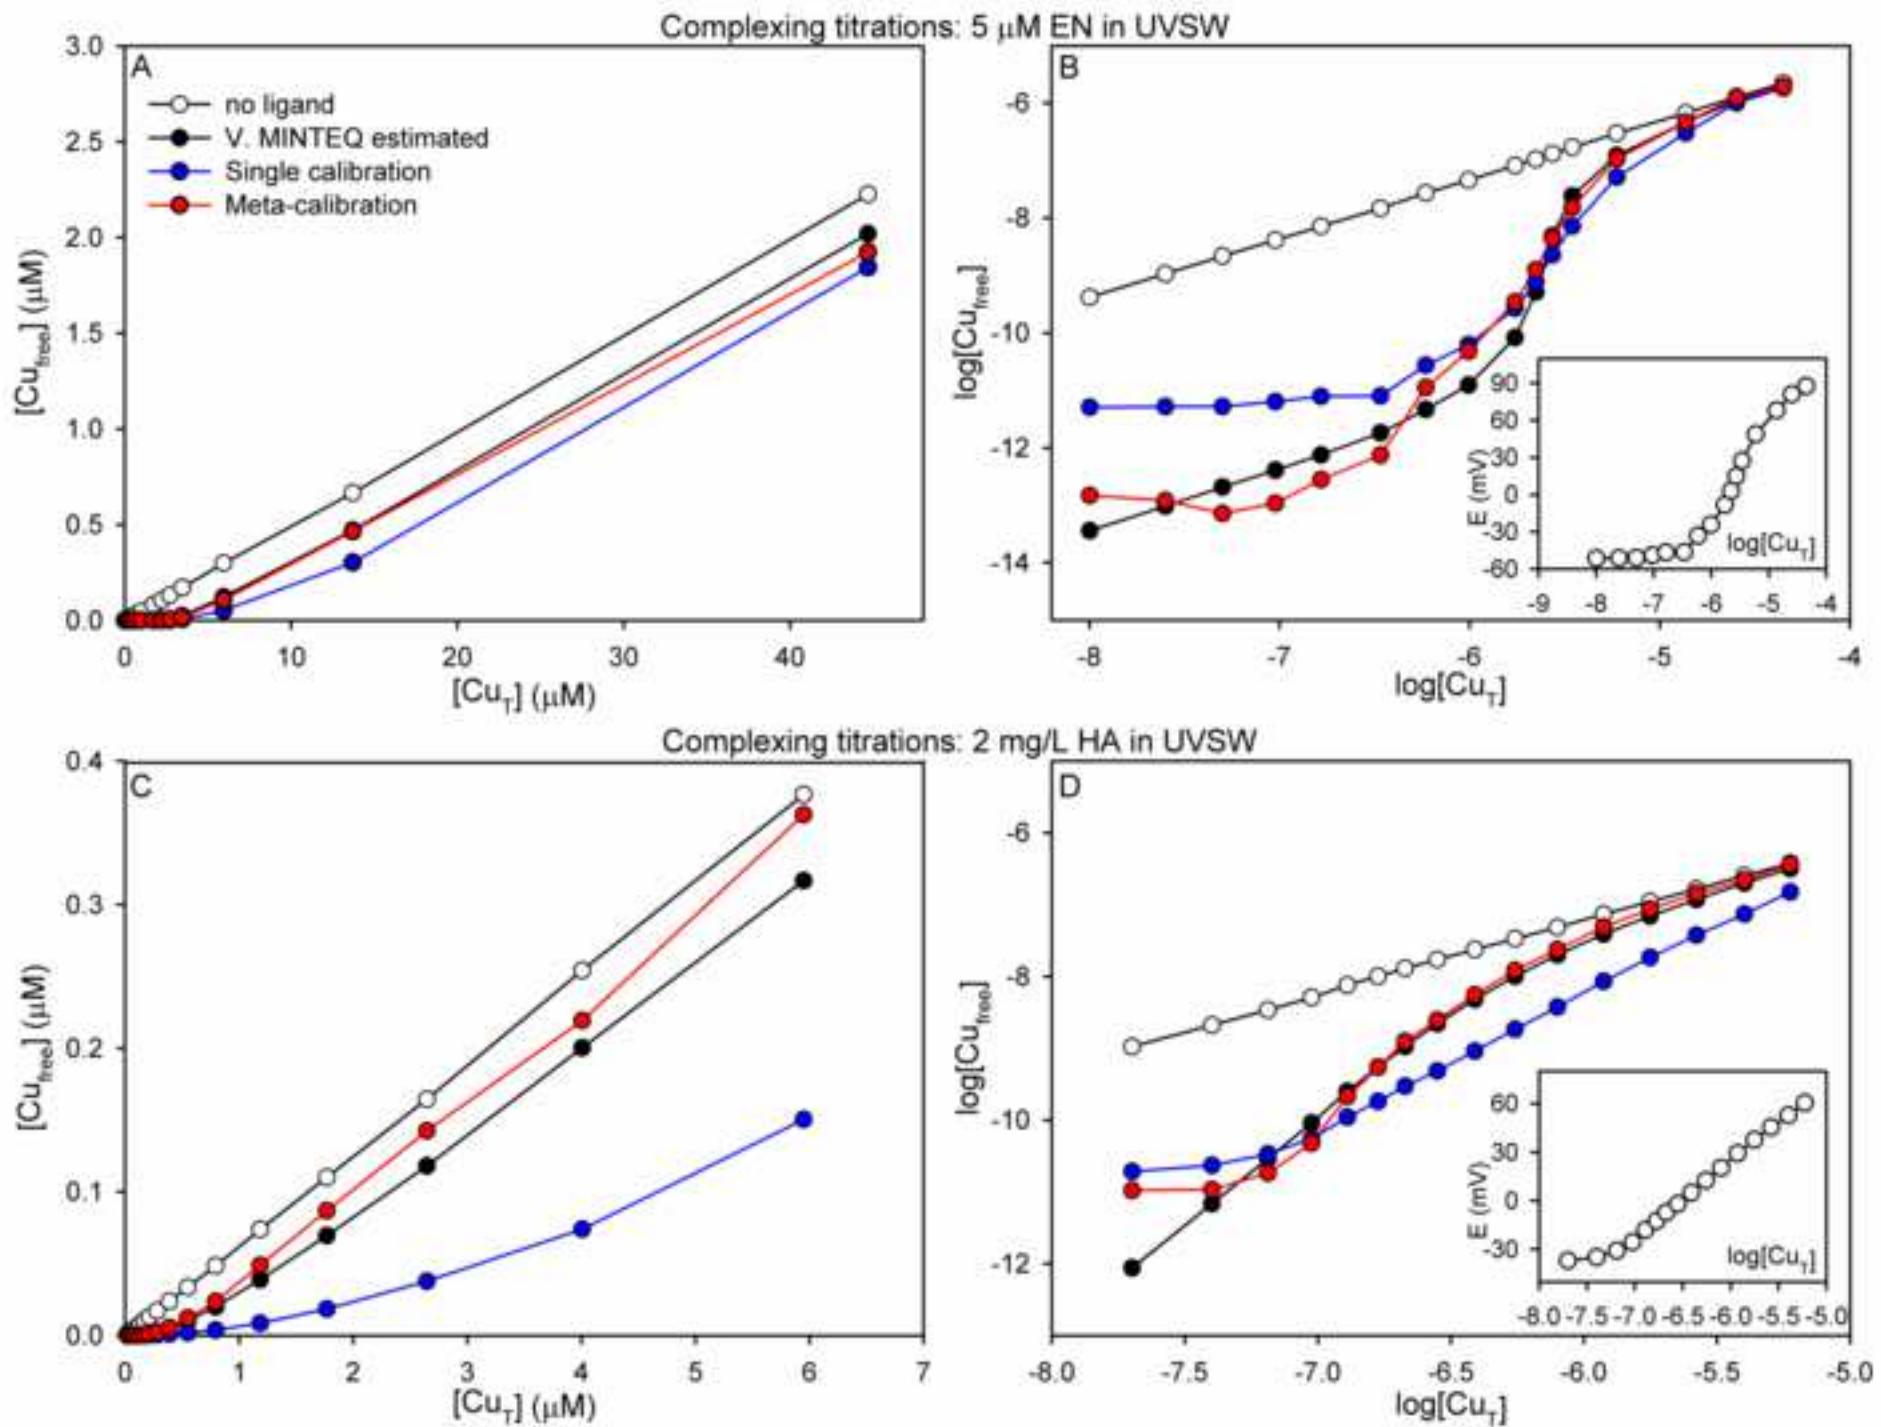 Complexing titrations: 5 μM EN in UVSW
A
no ligand
V. MINTEQ estimated
Single calibration
Meta-calibration
3.0
2.5
2.0
1.5
1.0
0.5
0.0
[Cu_free] (μM)
0 10 20 30 40
[Cu_T] (μM)
B
-6
-8
-10
-12
-14
log[Cu_free]
-8 -7 -6 -5 -4
log[Cu_T]
90
60
30
0
-30
-60
E (mV)
log[Cu_T]
-9 -8 -7 -6 -5 -4
Complexing titrations: 2 mg/L HA in UVSW
C
0.4
0.3
0.2
0.1
0.0
[Cu_free] (μM)
0 1 2 3 4 5 6 7
[Cu_T] (μM)
D
-6
-8
-10
-12
log[Cu_free]
-8.0 -7.5 -7.0 -6.5 -6.0 -5.5 -5.0
log[Cu_T]
60
30
0
-30
E (mV)
log[Cu_T]
-8.0 -7.5 -7.0 -6.5 -6.0 -5.5 -5.0